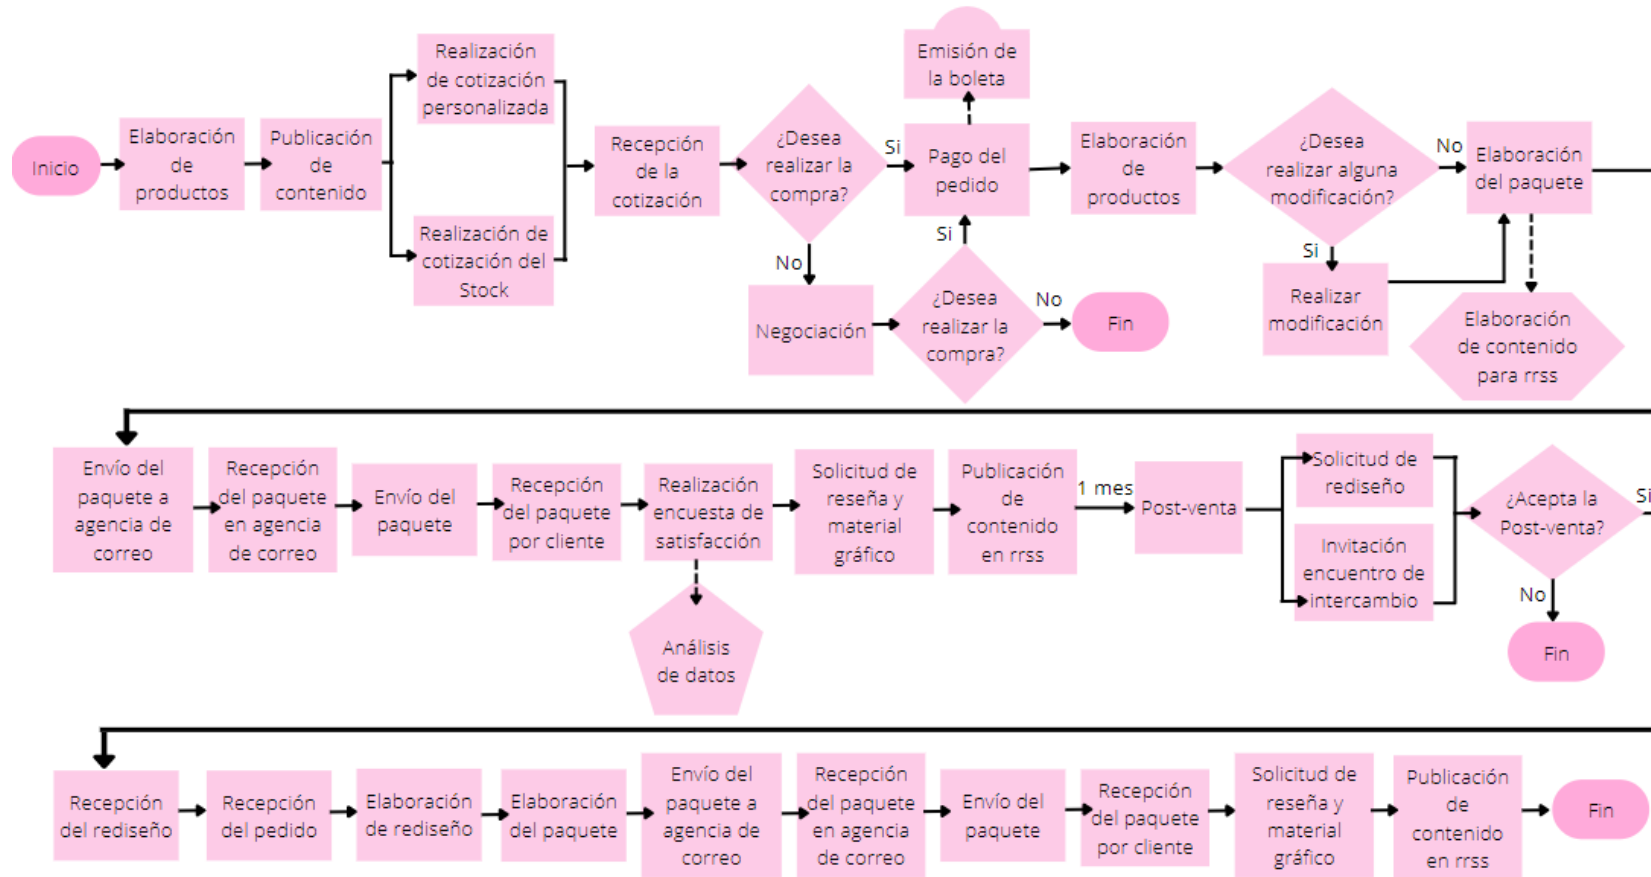 Inicio
Elaboración
de
productos
Publicación
de
contenido
Realización
de cotización
personalizada
Realización de
cotización del
Stock
Recepción
de la
cotización
¿Desea
realizar la
compra?
Si
No
Emisión de
la boleta
Pago del
pedido
Negociación
¿Desea
realizar la
compra?
Si
No
Fin
Elaboración
de
productos
¿Desea
realizar alguna
modificación?
No
Si
Realizar
modificación
Elaboración
del paquete
Elaboración
de contenido
para rrss
Envío del
paquete a
agencia de
correo
Recepción
del paquete
en agencia
de correo
Envío del
paquete
Recepción
del paquete
por cliente
Realización
encuesta de
satisfacción
Análisis
de datos
Solicitud de
reseña y
material
gráfico
Publicación
de
contenido
en rrss
1 mes
Post-venta
Solicitud de
rediseño
Invitación
encuentro de
intercambio
¿Acepta la
Post-venta?
Si
No
Fin
Recepción
del rediseño
Recepción
del pedido
Elaboración
de rediseño
Elaboración
del paquete
Envío del
paquete a
agencia de
correo
Recepción
del paquete
en agencia
de correo
Envío del
paquete
Recepción
del paquete
por cliente
Solicitud de
reseña y
material
gráfico
Publicación
de
contenido
en rrss
Fin